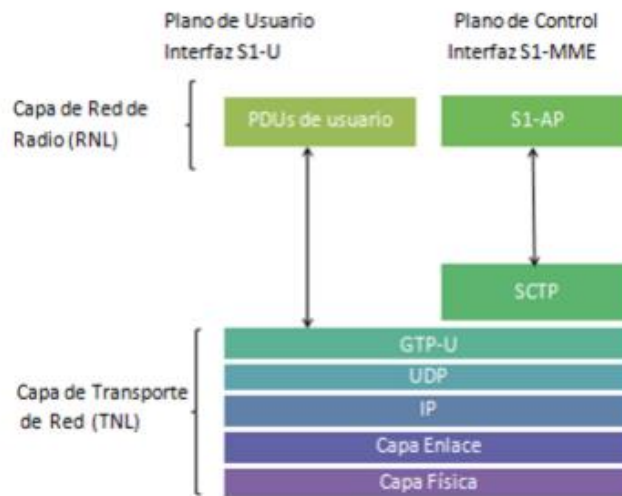 Plano de Usuario
Interfaz S1-U
Plano de Control
Interfaz S1-MME
Capa de Red de
Radio (RNL)
PDUs de usuario
S1-AP
SCTP
GTP-U
UDP
IP
Capa Enlace
Capa Física
Capa de Transporte
de Red (TNL)